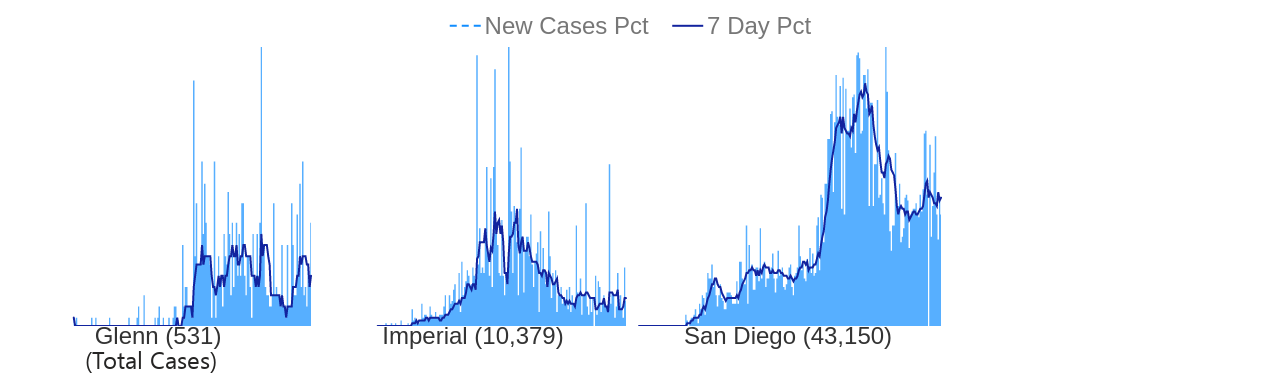 New Cases Pct 7 Day Pct
Glenn (531) Imperial (10,379) San Diego (43,150)
(Total Cases)